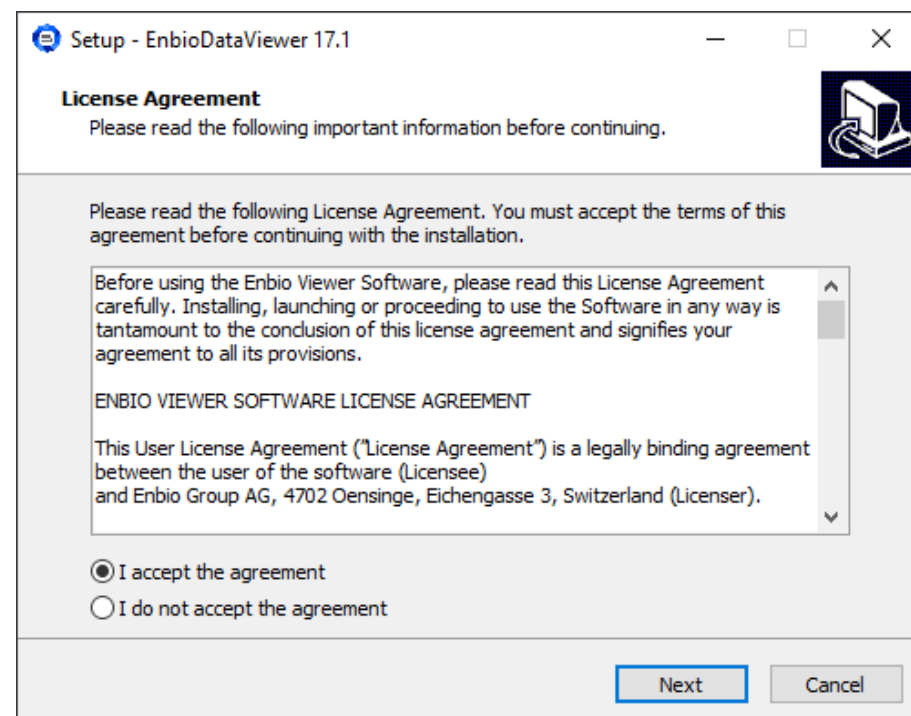 Setup - EnbioDataViewer 17.1
License Agreement
Please read the following important information before continuing.
Please read the following License Agreement. You must accept the terms of this
agreement before continuing with the installation.
Before using the Enbio Viewer Software, please read this License Agreement
carefully. Installing, launching or proceeding to use the Software in any way is
tantamount to the conclusion of this license agreement and signifies your
agreement to all its provisions.
ENBIO VIEWER SOFTWARE LICENSE AGREEMENT
This User License Agreement (”License Agreement”) is a legally binding agreement
between the user of the software (Licensee)
and Enbio Group AG, 4702 Oensinge, Eichengasse 3, Switzerland (Licenser).
I accept the agreement
I do not accept the agreement
Next
Cancel